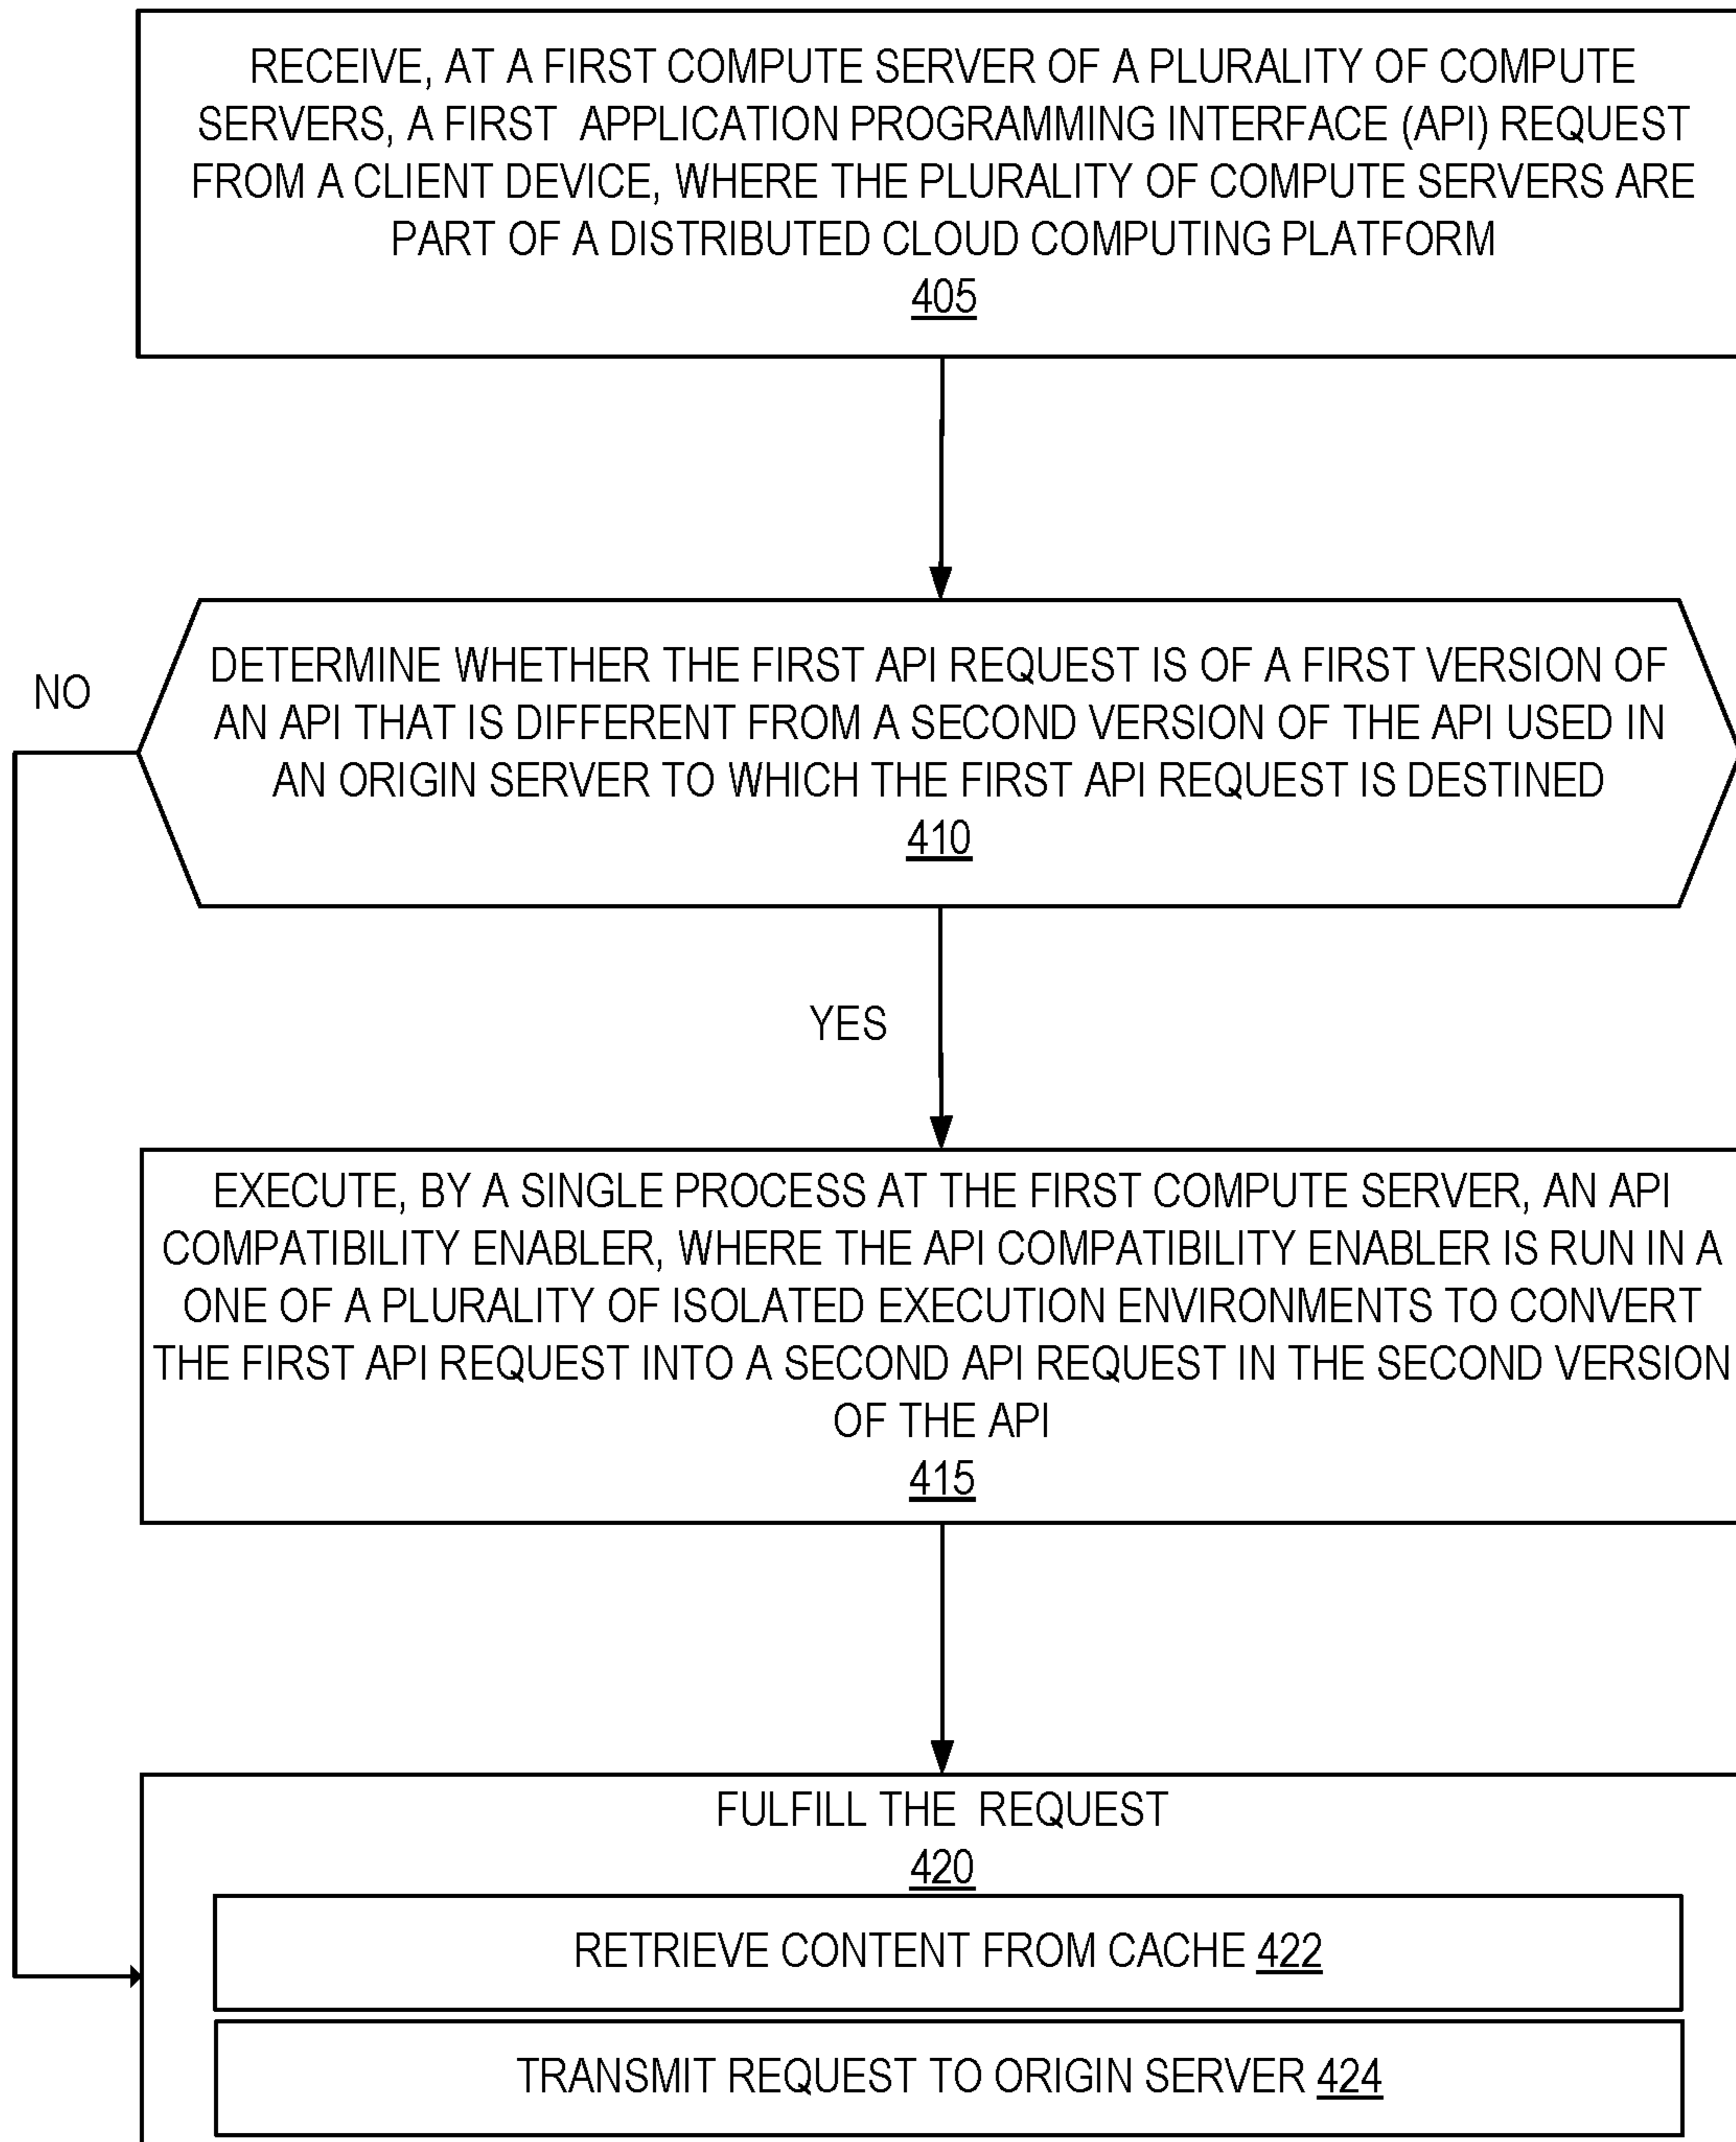 RECEIVE, AT A FIRST COMPUTE SERVER OF A PLURALITY OF COMPUTE
SERVERS, A FIRST APPLICATION PROGRAMMING INTERFACE (API) REQUEST
FROM A CLIENT DEVICE, WHERE THE PLURALITY OF COMPUTE SERVERS ARE
PART OF A DISTRIBUTED CLOUD COMPUTING PLATFORM
405
NO
DETERMINE WHETHER THE FIRST API REQUEST IS OF A FIRST VERSION OF
AN API THAT IS DIFFERENT FROM A SECOND VERSION OF THE API USED IN
AN ORIGIN SERVER TO WHICH THE FIRST API REQUEST IS DESTINED
410
YES
EXECUTE, BY A SINGLE PROCESS AT THE FIRST COMPUTE SERVER, AN API
COMPATIBILITY ENABLER, WHERE THE API COMPATIBILITY ENABLER IS RUN IN A
ONE OF A PLURALITY OF ISOLATED EXECUTION ENVIRONMENTS TO CONVERT
THE FIRST API REQUEST INTO A SECOND API REQUEST IN THE SECOND VERSION
OF THE API
415
FULFILL THE REQUEST
420
RETRIEVE CONTENT FROM CACHE 422
TRANSMIT REQUEST TO ORIGIN SERVER 424